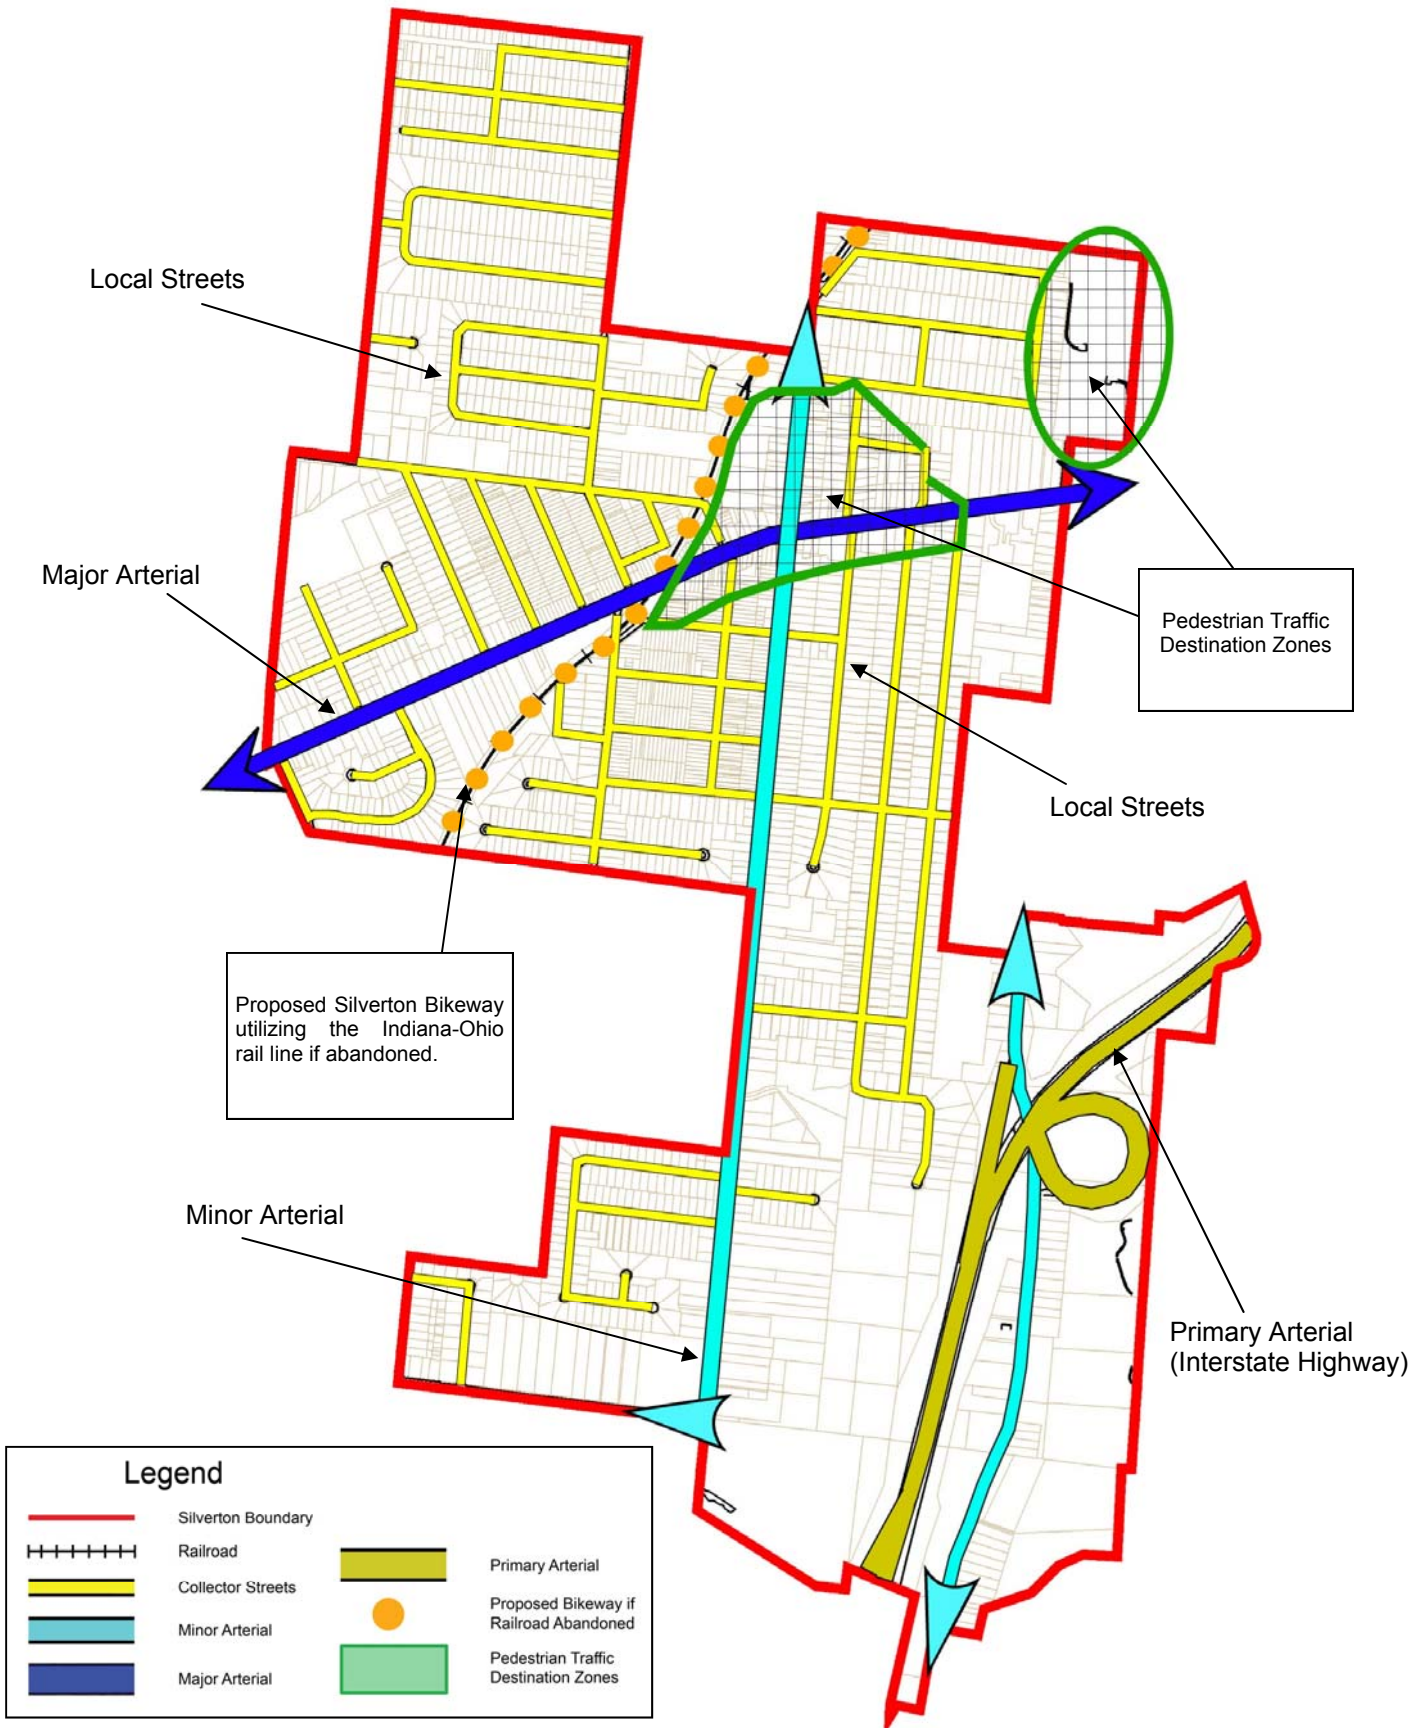 Local Streets
Major Arterial
Pedestrian Traffic
Destination Zones
Local Streets
Proposed Silverton Bikeway
utilizing the Indiana-Ohio
rail line if abandoned.
Minor Arterial
Primary Arterial
(Interstate Highway)
Legend
Silverton Boundary
Railroad
Collector Streets
Minor Arterial
Major Arterial
Primary Arterial
Proposed Bikeway if
Railroad Abandoned
Pedestrian Traffic
Destination Zones